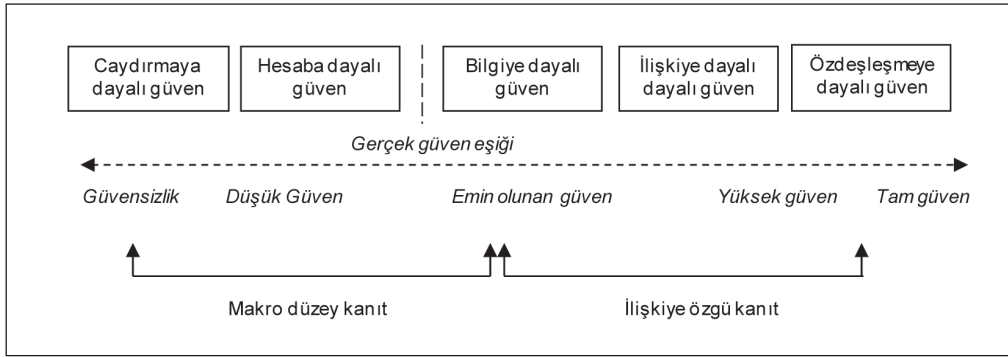 Caydırmaya
dayalı güven
Hesaba dayalı
güven
Bilgiye dayalı
güven
İlişkiye dayalı
dayalı güven
Özdeşleşmeye
dayalı güven
Gerçek güven eşiği
Güvensizlik
Düşük Güven
Emin olunan güven
Yüksek güven
Tam güven
Makro düzey kanıt
İlişkiye özgü kanıt